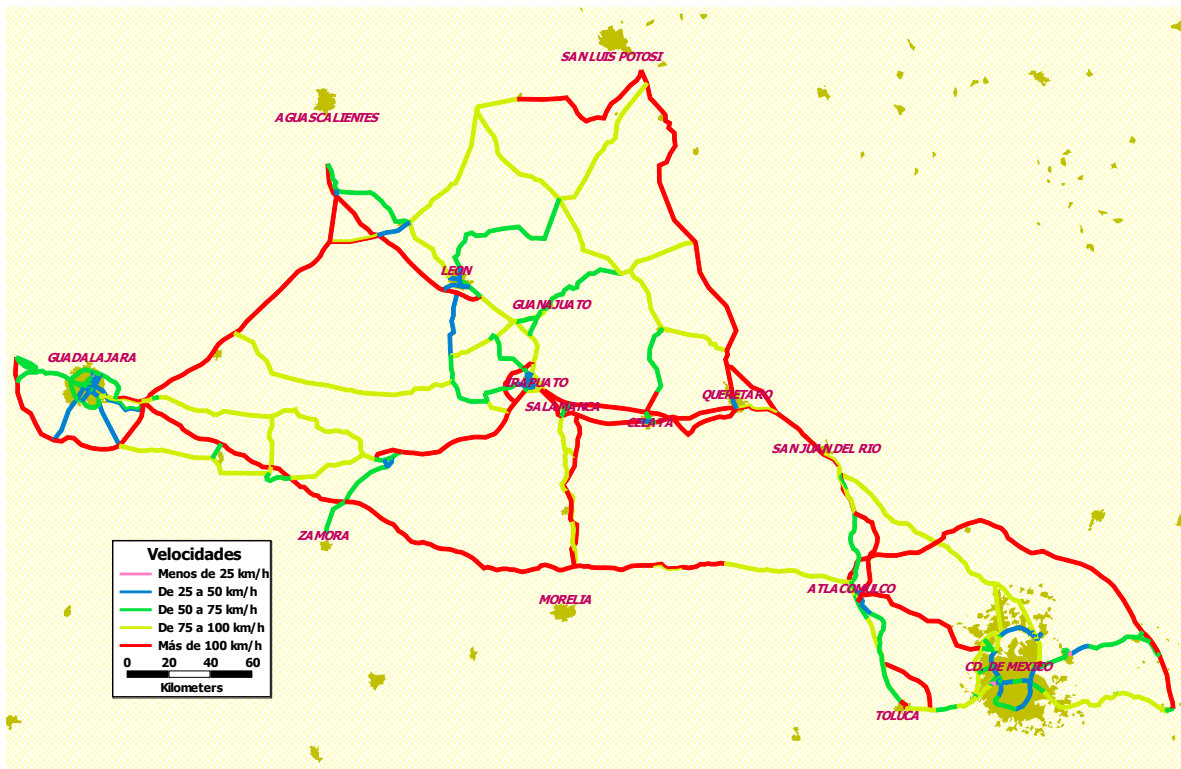 SAN LUIS POTOSI
AGUASCALIENTES
LEON
GUANAJUATO
GUADALAJARA
IRAPUATO
SALAMANCA
QUERETARO
CELAYA
SAN JUAN DEL RIO
ZAMORA
MORELIA
ATLACOMULCO
CD. DE MEXICO
TOLUCA
Velocidades
Menos de 25 km/h
De 25 a 50 km/h
De 50 a 75 km/h
De 75 a 100 km/h
Más de 100 km/h
0 20 40 60
Kilometers